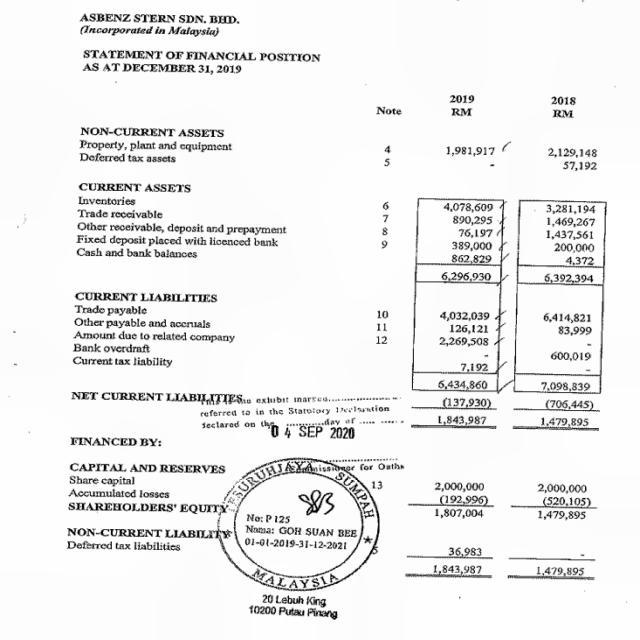 ASBENZ STERN SDN. BHD.
(Incorporated in Malaysia)
STATEMENT OF FINANCIAL POSITION
AS AT DECEMBER 31, 2019
2019 2018
Note RM RM
NON-CURRENT ASSETS
Property, plant and equipment 4 1,981,917 2,129,148
Deferred tax assets 5 - 57,192
CURRENT ASSETS
Inventories 6 4,078,609 3,281,194
Trade receivable 7 890,295 1,469,267
Other receivable, deposit and prepayment 8 76,197 1,437,561
Fixed deposit placed with licenced bank 9 389,000 200,000
Cash and bank balances 862,829 4,372
6,296,930 6,392,394
CURRENT LIABILITIES
Trade payable 10 4,032,039 6,414,821
Other payable and accruals 11 126,121 83,999
Amount due to related company 12 2,269,508 -
Bank overdraft - 600,019
Current tax liability 7,192 -
6,434,860 7,098,839
NET CURRENT LIABILITIES (137,930) (706,445)
This is the exhibit marked
referred to in the Statutory Declaration
declared on the day of 1,843,987 1,479,895
04 SEP 2020
FINANCED BY:
Commissioner for Oaths
CAPITAL AND RESERVES
Share capital 13 2,000,000 2,000,000
Accumulated losses (192,996) (520,105)
SHAREHOLDERS' EQUITY 1,807,004 1,479,895
PESURUHJAYA SUMPAH
No: P 125
Nama: GOH SUAN BEE
01-01-2019-31-12-2021
MALAYSIA
NON-CURRENT LIABILITY
Deferred tax liabilities 5 36,983 -
1,843,987 1,479,895
20 Lebuh King
10200 Pulau Pinang